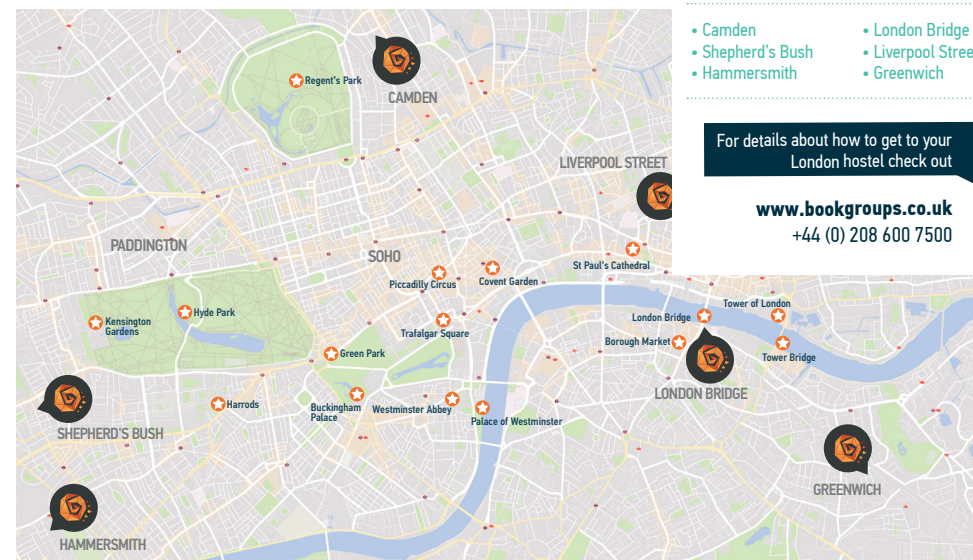 • Camden
• Shepherd's Bush
• Hammersmith
• London Bridge
• Liverpool Stree
• Greenwich
For details about how to get to your
London hostel check out
www.bookgroups.co.uk
+44 (0) 208 600 7500
Regent's Park
CAMDEN
LIVERPOOL STREET
PADDINGTON
SOHO
St Paul's Cathedral
Piccadilly Circus
Covent Garden
Kensington
Gardens
Hyde Park
Trafalgar Square
Green Park
London Bridge
Tower of London
Borough Market
Tower Bridge
LONDON BRIDGE
SHEPHERD'S BUSH
Harrods
Buckingham
Palace
Westminster Abbey
Palace of Westminster
GREENWICH
HAMMERSMITH